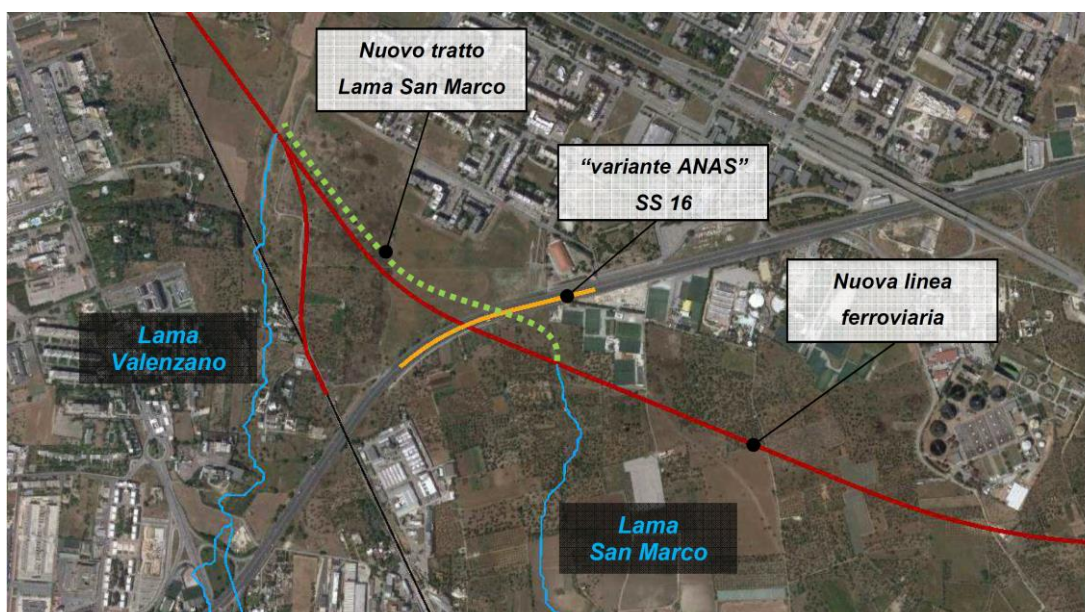 Nuovo tratto
Lama San Marco
“variante ANAS”
SS 16
Nuova linea
ferroviaria
Lama
Valenzano
Lama
San Marco